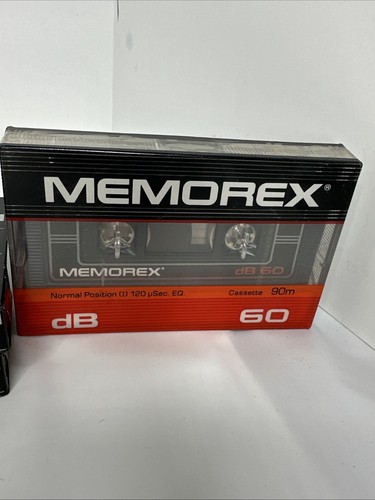 MEMOREX®
MEMOREX® dB 60
Normal Position (I) 120 µSec. EQ. Cassette 90m
dB 60